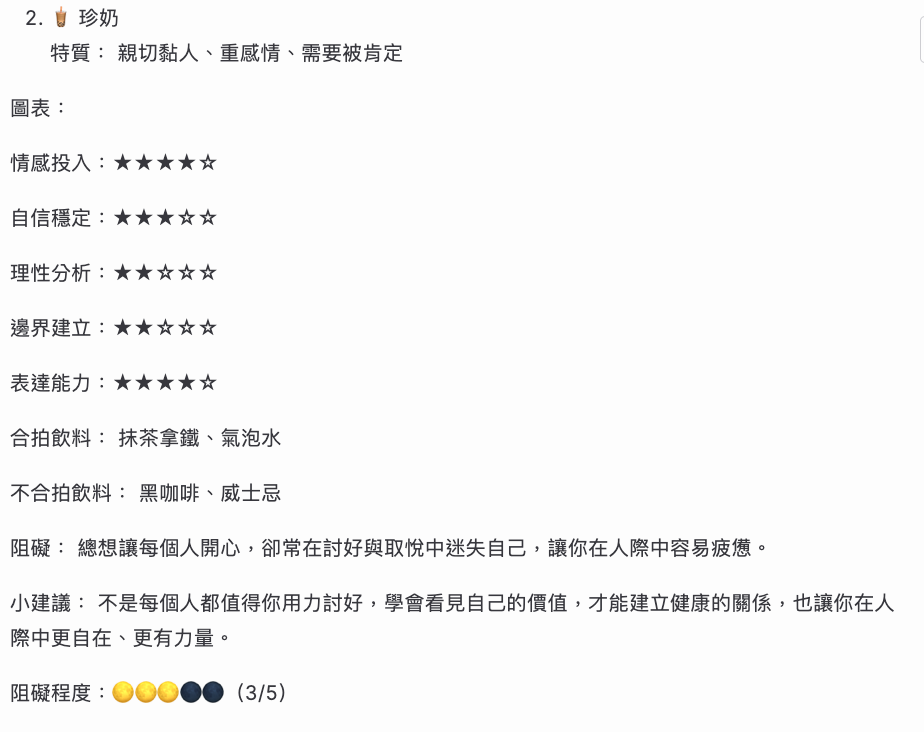 2. 🧋 珍奶
特質： 親切黏人、重感情、需要被肯定
圖表：
情感投入：★★★★☆
自信穩定：★★★☆☆
理性分析：★★☆☆☆
邊界建立：★★☆☆☆
表達能力：★★★★☆
合拍飲料： 抹茶拿鐵、氣泡水
不合拍飲料： 黑咖啡、威士忌
阻礙： 總想讓每個人開心，卻常在討好與取悅中迷失自己，讓你在人際中容易疲憊。
小建議： 不是每個人都值得你用力討好，學會看見自己的價值，才能建立健康的關係，也讓你在人
際中更自在、更有力量。
阻礙程度：🌕🌕🌕🌑🌑（3/5）